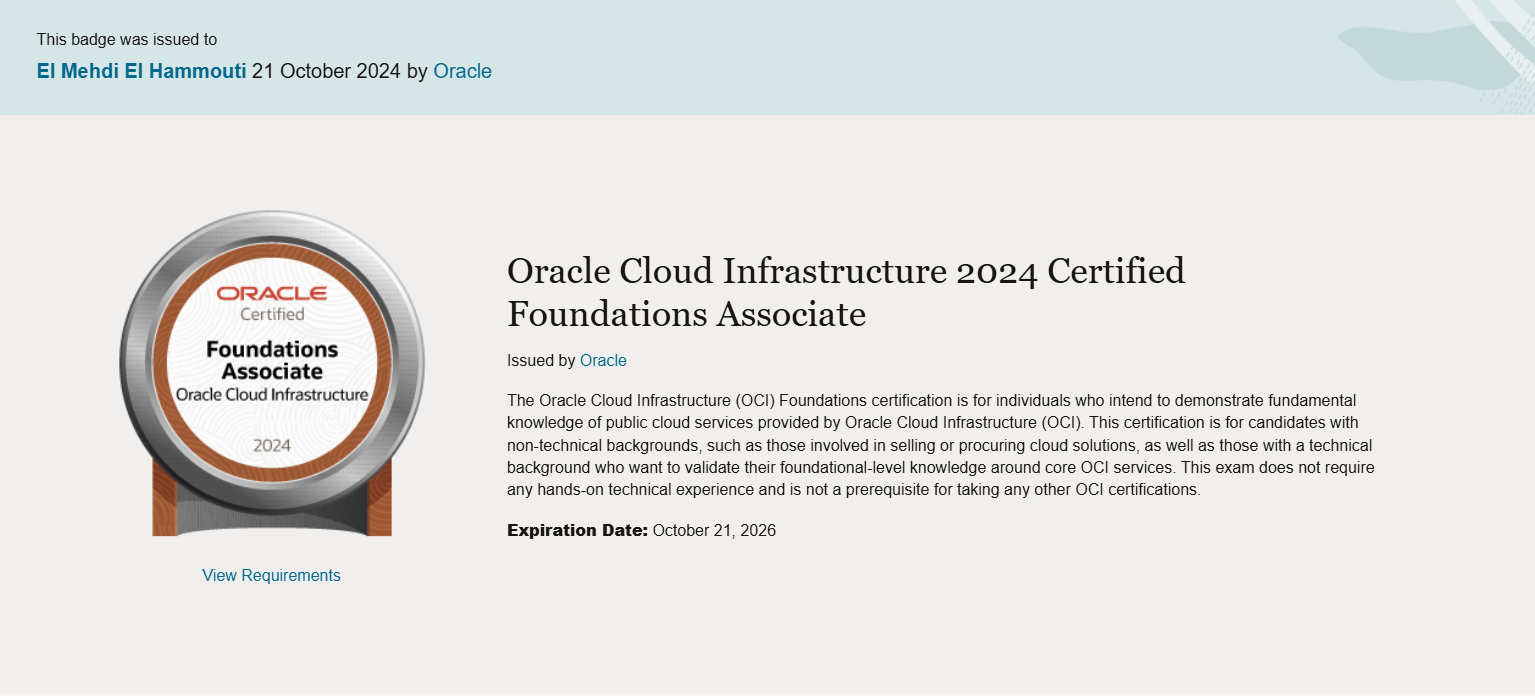 This badge was issued to
El Mehdi El Hammouti 21 October 2024 by Oracle
ORACLE
Certified
Foundations
Associate
Oracle Cloud Infrastructure
2024
View Requirements
Oracle Cloud Infrastructure 2024 Certified
Foundations Associate
Issued by Oracle
The Oracle Cloud Infrastructure (OCI) Foundations certification is for individuals who intend to demonstrate fundamental
knowledge of public cloud services provided by Oracle Cloud Infrastructure (OCI). This certification is for candidates with
non-technical backgrounds, such as those involved in selling or procuring cloud solutions, as well as those with a technical
background who want to validate their foundational-level knowledge around core OCI services. This exam does not require
any hands-on technical experience and is not a prerequisite for taking any other OCI certifications.
Expiration Date: October 21, 2026